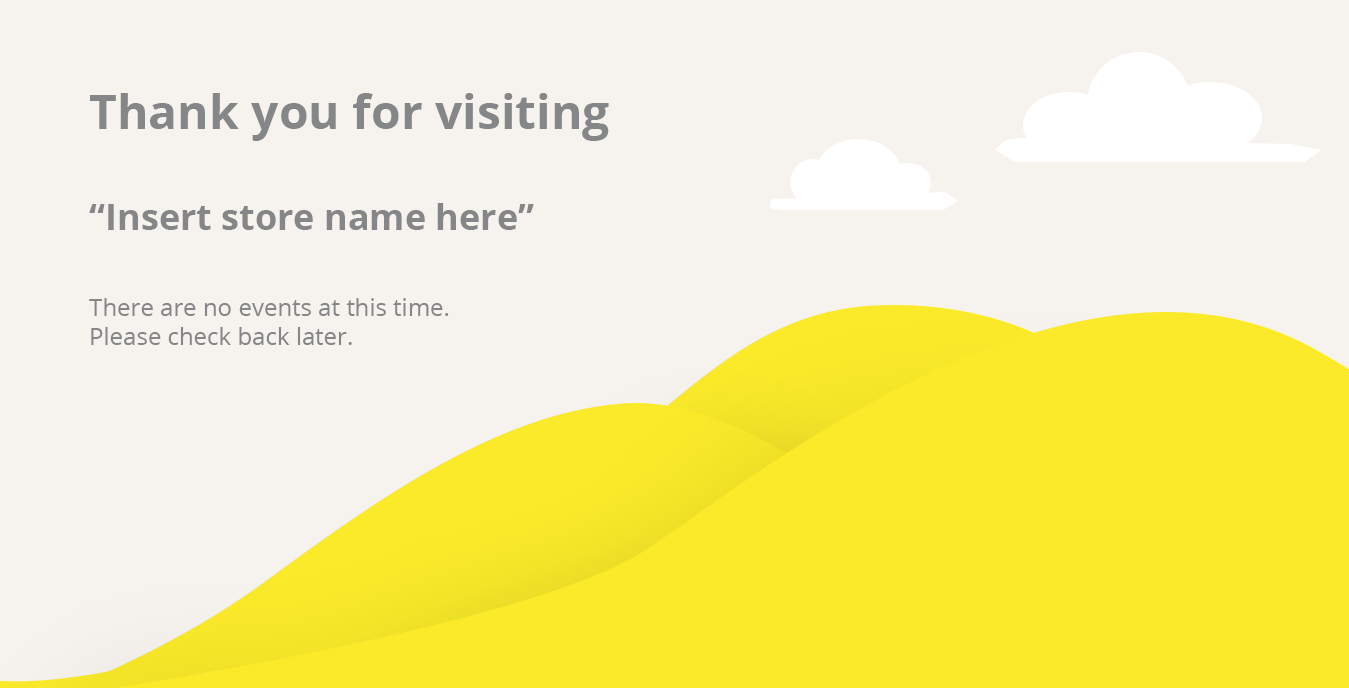 Thank you for visiting
“Insert store name here”
There are no events at this time.
Please check back later.